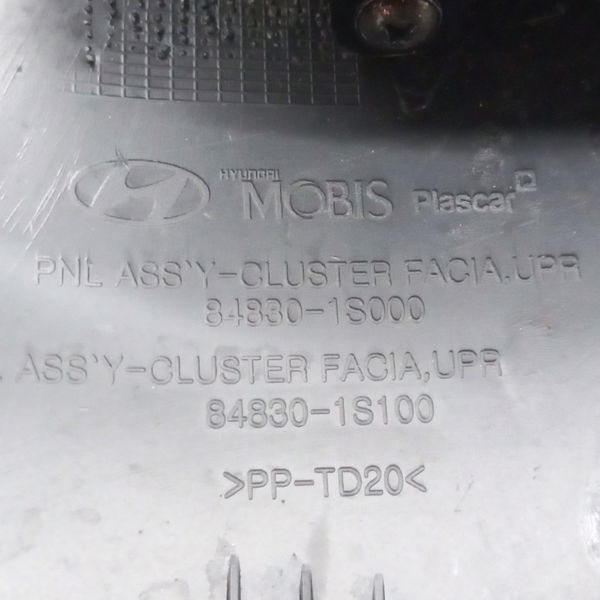 HYUNDAI
MOBIS Plascar
PNL ASS'Y-CLUSTER FACIA,UPR
84830-1S000
ASS'Y-CLUSTER FACIA,UPR
84830-1S100
>PP-TD20<